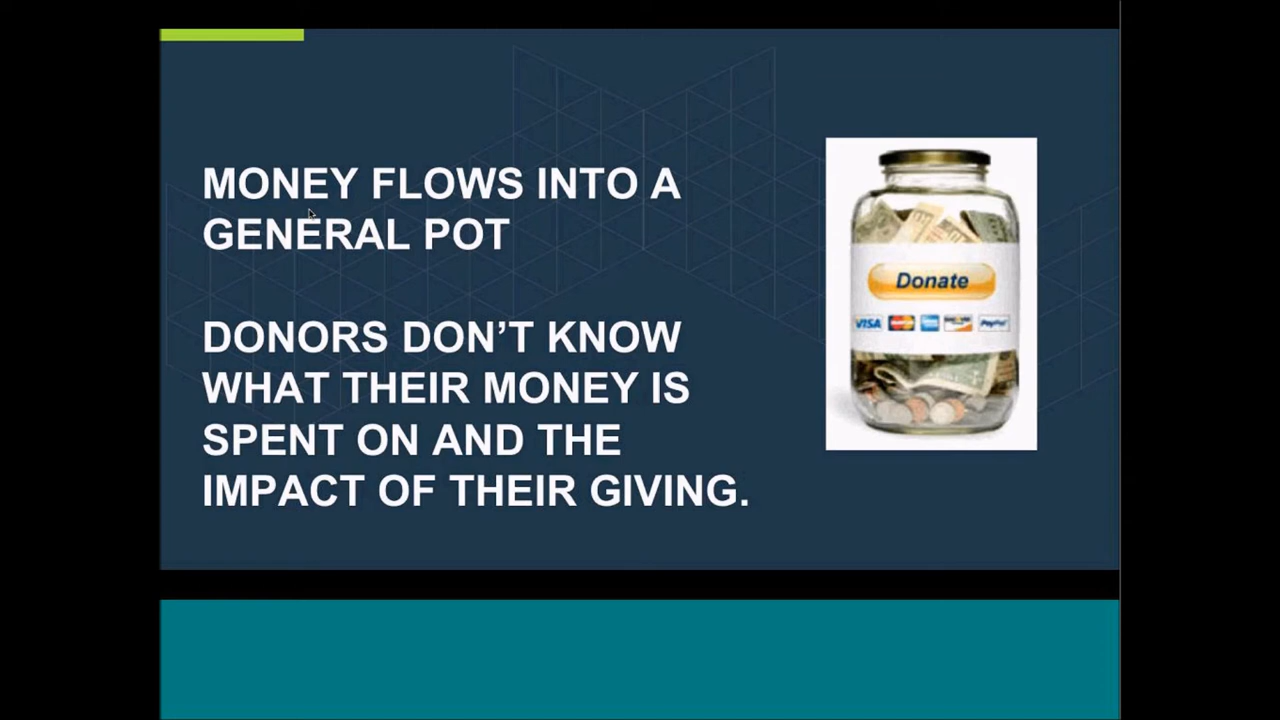 MONEY FLOWS INTO A
GENERAL POT
DONORS DON’T KNOW
WHAT THEIR MONEY IS
SPENT ON AND THE
IMPACT OF THEIR GIVING.
Donate
VISA
PayPal